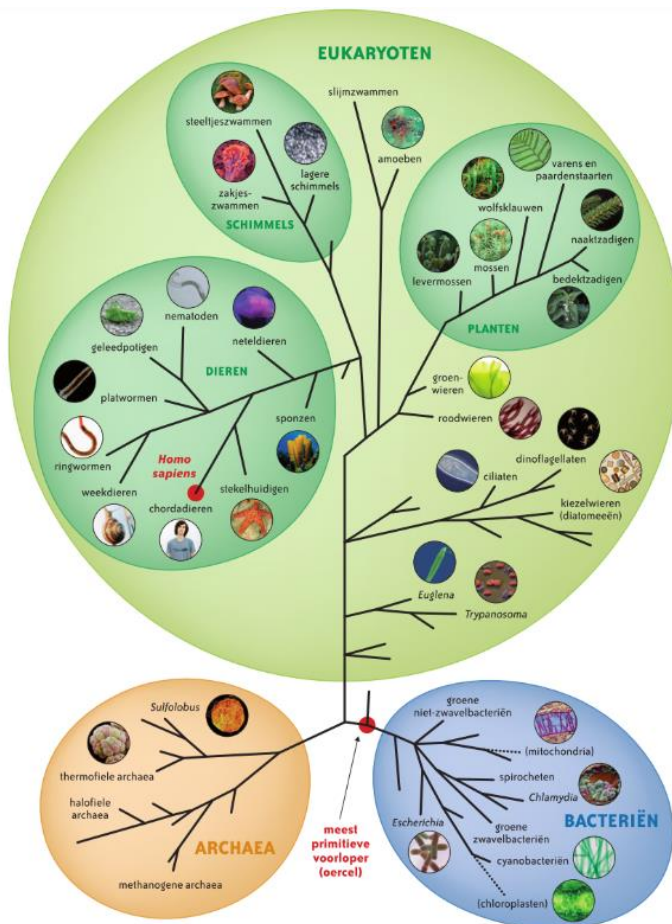 EUKARYOTEN
slijmzwammen
steeltjeszwammen
amoeben
lagere
schimmels
varens en
paardenstaarten
zakjes-
zwammen
wolfsklauwen
SCHIMMELS
naaktzadigen
mossen
levermossen
bedektzadigen
nematoden
PLANTEN
neteldieren
geleedpotigen
DIEREN
groen-
wieren
platwormen
roodwieren
sponzen
dinoflagellaten
Homo
sapiens
ringwormen
ciliaten
weekdieren
stekelhuidigen
kiezelwieren
(diatomeeën)
chordadieren
Euglena
Trypanosoma
Sulfolobus
groene
niet-zwavelbacteriën
(mitochondria)
thermofiele archaea
spirocheten
Chlamydia
halofiele
archaea
Escherichia
BACTERIËN
groene
zwavelbacteriën
meest
primitieve
voorloper
(oercel)
ARCHAEA
cyanobacteriën
methanogene archaea
(chloroplasten)